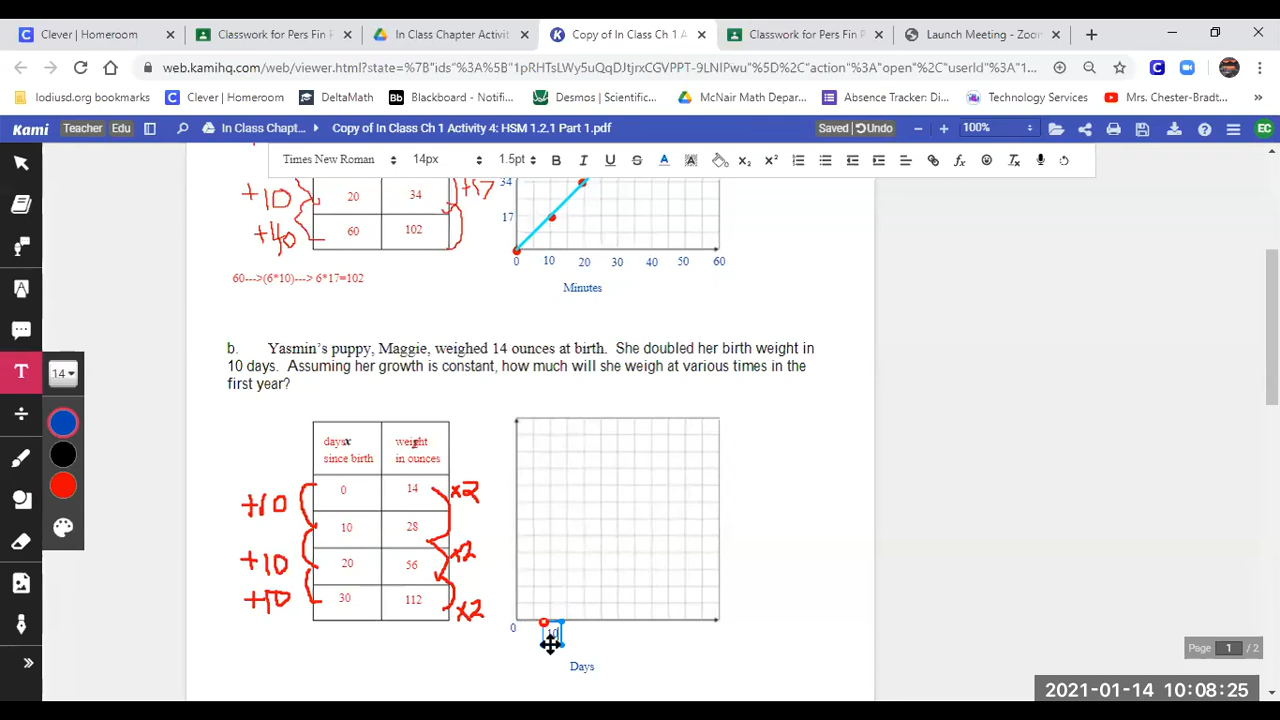 Clever | Homeroom
Classwork for Pers Fin
In Class Chapter Activi
Copy of In Class Ch 1 A
Classwork for Pers Fin P
Launch Meeting - Zoom
web.kamihq.com/web/viewer.html?state=%7B"ids"%3A%5B"1pRHTsLWy5uQqDJtjrxCGVPPT-9LNIPwu"%5D%2C"action"%3A"open"%2C"userId"%3A"1...
lodiusd.org bookmarks
Clever | Homeroom
DeltaMath
Blackboard - Notifi...
Desmos | Scientific...
McNair Math Depar...
Absence Tracker: Di...
Technology Services
Mrs. Chester-Bradt...
Kami Teacher Edu
In Class Chapt...
Copy of In Class Ch 1 Activity 4: HSM 1.2.1 Part 1.pdf
Saved Undo
100%
EC
Times New Roman 14px 1.5pt
+10 20 34 +17
+40 60 102
34
17
0 10 20 30 40 50 60
Minutes
60--->(6*10)---> 6*17=102
b. Yasmin's puppy, Maggie, weighed 14 ounces at birth. She doubled her birth weight in
10 days. Assuming her growth is constant, how much will she weigh at various times in the
first year?
14
days x weight
since birth in ounces
0 14
10 28
20 56
30 112
+10
+10
+10
x2
x2
x2
0 10
Days
Page 1 / 2
2021-01-14 10:08:25